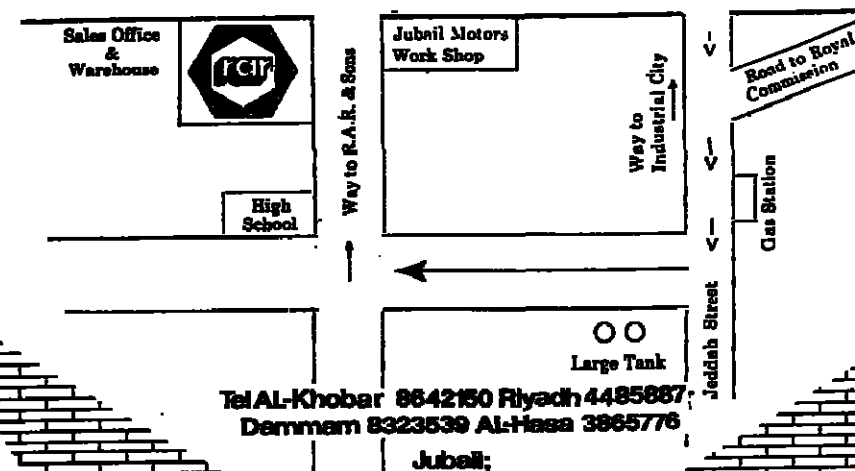 Sales Office
&
Warehouse
rar
Jubail Motors
Work Shop
Way to R.A.R. & Sons
Way to
Industrial City
Road to Royal
Commission
Gas Station
High
School
Jeddah Street
Large Tank
Tel AL-Khobar 8642150 Riyadh 4485887
Dammam 8323539 AL-Hasa 3865776
Jubail;